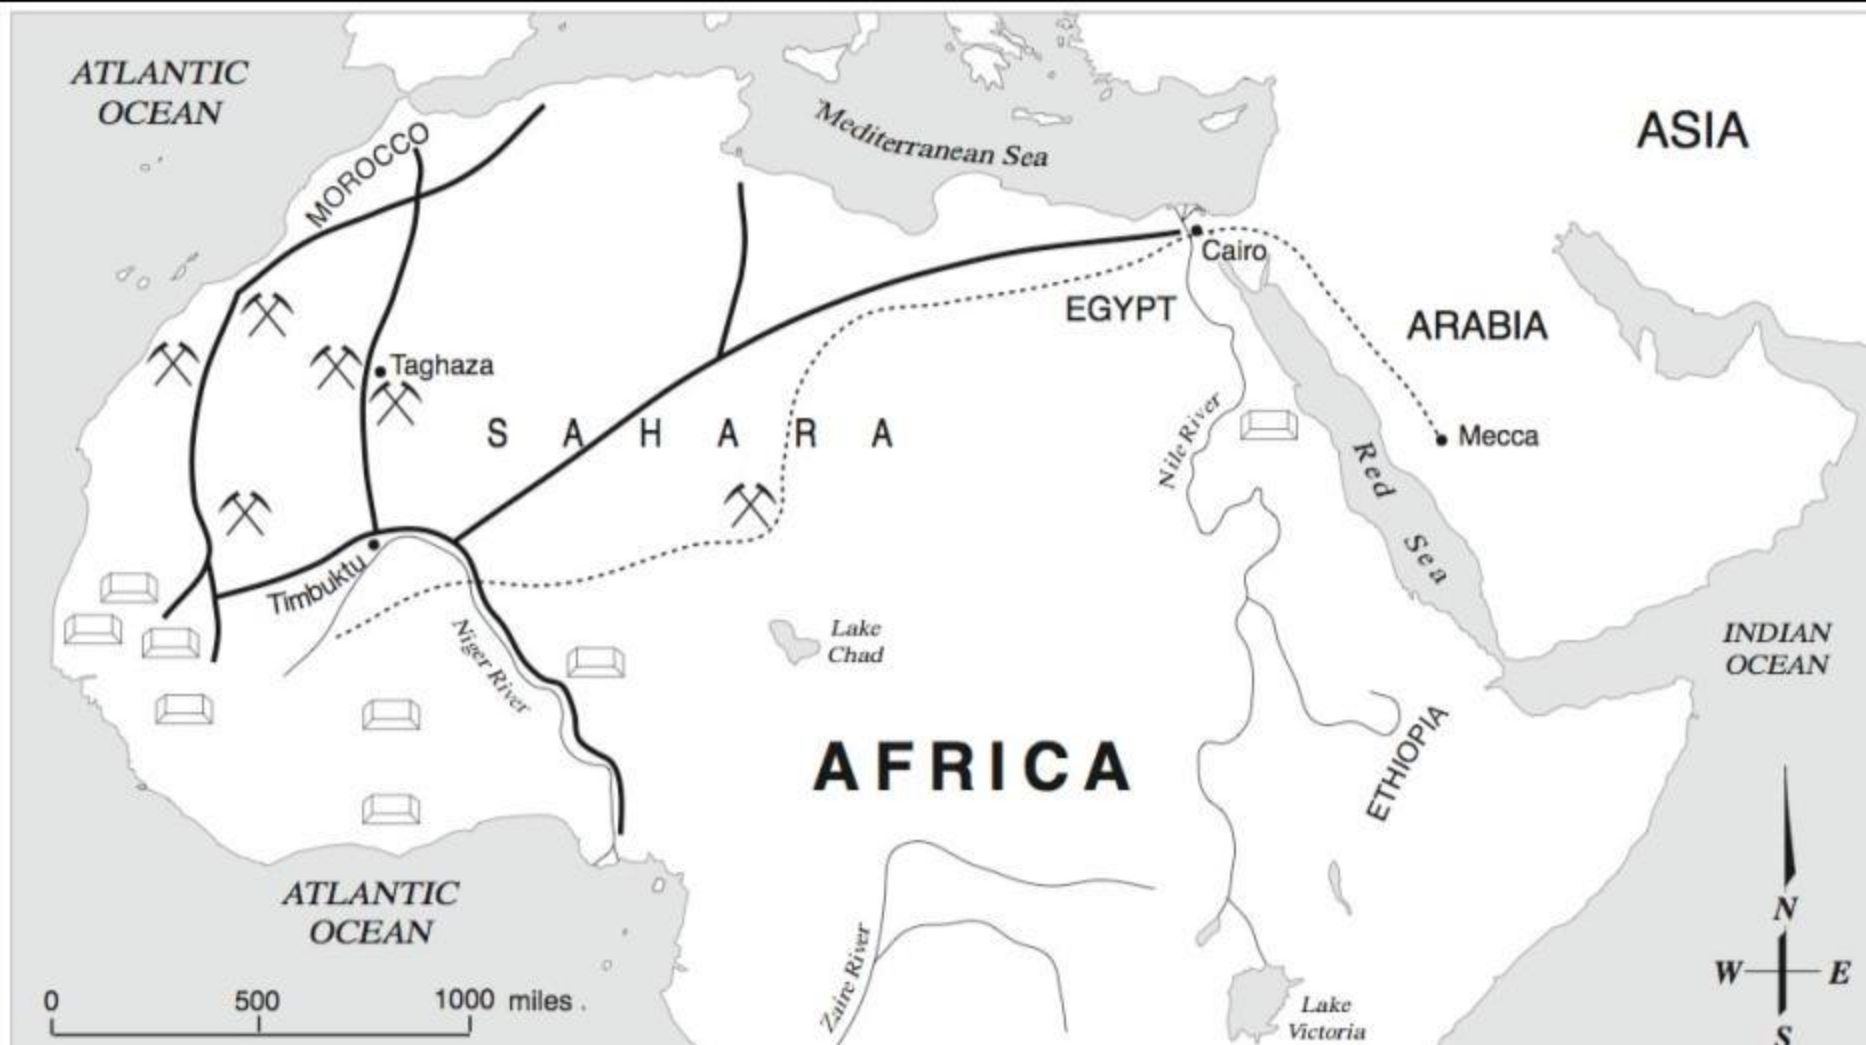 ATLANTIC
OCEAN
MOROCCO
Mediterranean Sea
ASIA
Cairo
EGYPT
ARABIA
Taghaza
SAHARA
Nile River
Mecca
Red Sea
Timbuktu
Niger River
Lake
Chad
INDIAN
OCEAN
AFRICA
ETHIOPIA
ATLANTIC
OCEAN
Zaire River
Lake
Victoria
0 500 1000 miles .
N
W E
S